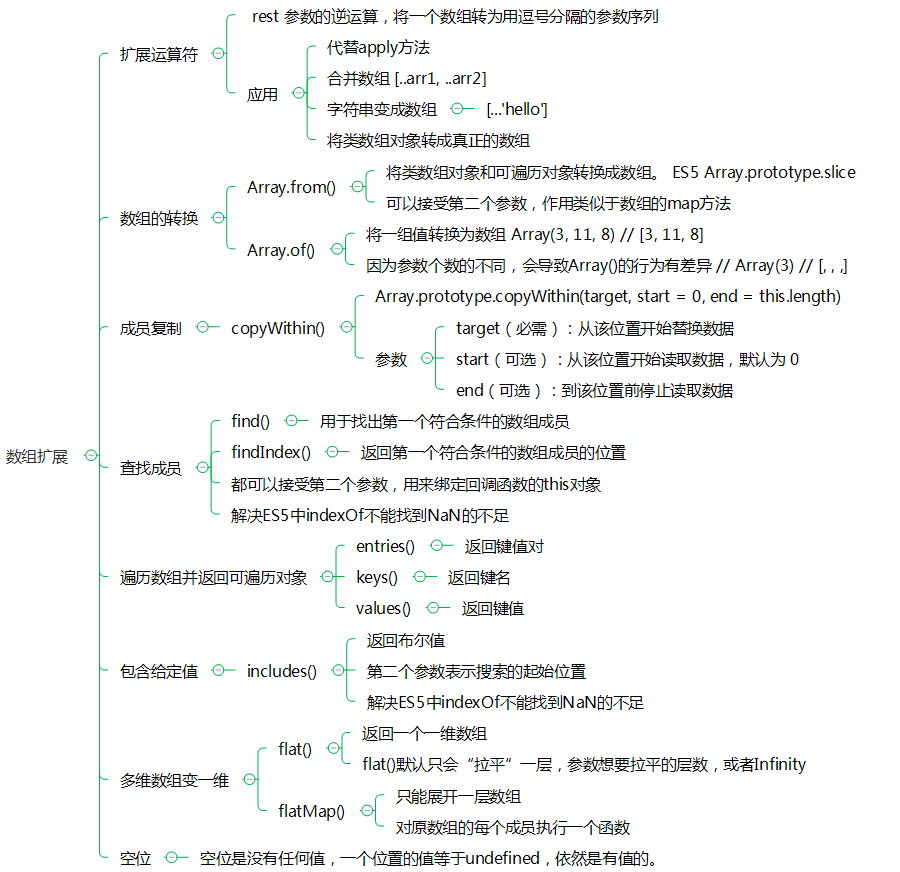 rest 参数的逆运算，将一个数组转为用逗号分隔的参数序列
扩展运算符
代替apply方法
合并数组 [..arr1, ..arr2]
应用
字符串变成数组
[...'hello']
将类数组对象转成真正的数组
将类数组对象和可遍历对象转换成数组。 ES5 Array.prototype.slice
Array.from()
可以接受第二个参数，作用类似于数组的map方法
数组的转换
将一组值转换为数组 Array(3, 11, 8) // [3, 11, 8]
Array.of()
因为参数个数的不同，会导致Array()的行为有差异 // Array(3) // [, , ,]
Array.prototype.copyWithin(target, start = 0, end = this.length)
成员复制
copyWithin()
target（必需）：从该位置开始替换数据
参数
start（可选）：从该位置开始读取数据，默认为 0
end（可选）：到该位置前停止读取数据
find()
用于找出第一个符合条件的数组成员
findIndex()
返回第一个符合条件的数组成员的位置
数组扩展
查找成员
都可以接受第二个参数，用来绑定回调函数的this对象
解决ES5中indexOf不能找到NaN的不足
entries()
返回键值对
遍历数组并返回可遍历对象
keys()
返回键名
values()
返回键值
返回布尔值
包含给定值
includes()
第二个参数表示搜索的起始位置
解决ES5中indexOf不能找到NaN的不足
返回一个一维数组
flat()
flat()默认只会“拉平”一层，参数想要拉平的层数，或者Infinity
多维数组变一维
只能展开一层数组
flatMap()
对原数组的每个成员执行一个函数
空位
空位是没有任何值，一个位置的值等于undefined，依然是有值的。